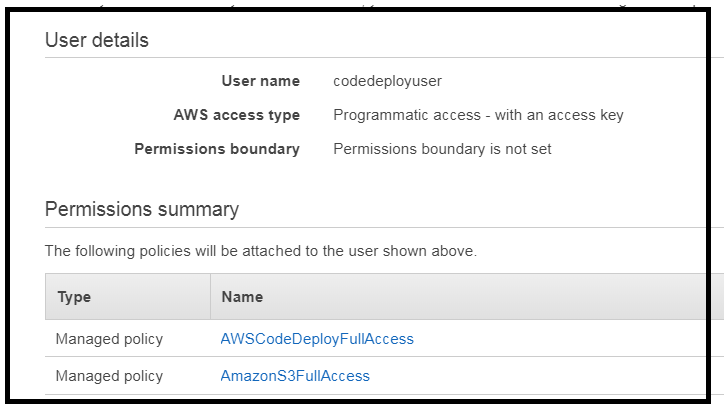 User details
User name codedeployuser
AWS access type Programmatic access - with an access key
Permissions boundary Permissions boundary is not set
Permissions summary
The following policies will be attached to the user shown above.
Type Name
Managed policy AWSCodeDeployFullAccess
Managed policy AmazonS3FullAccess